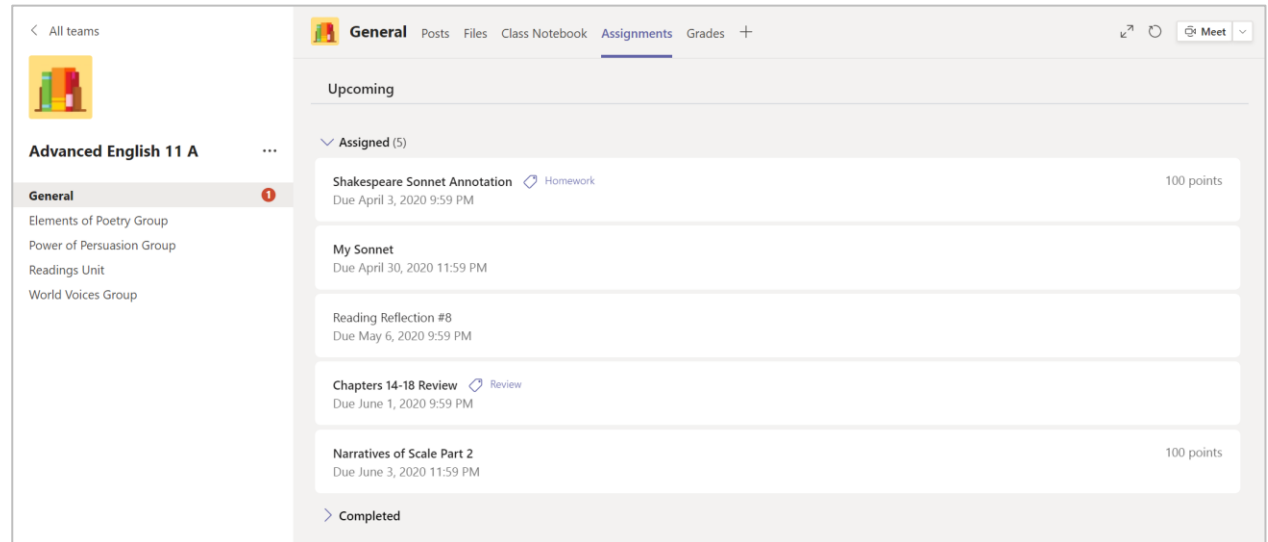 All teams
Advanced English 11 A ...
General 1
Elements of Poetry Group
Power of Persuasion Group
Readings Unit
World Voices Group
General Posts Files Class Notebook Assignments Grades +
Meet
Upcoming
Assigned (5)
Shakespeare Sonnet Annotation Homework 100 points
Due April 3, 2020 9:59 PM
My Sonnet
Due April 30, 2020 11:59 PM
Reading Reflection #8
Due May 6, 2020 9:59 PM
Chapters 14-18 Review Review
Due June 1, 2020 9:59 PM
Narratives of Scale Part 2 100 points
Due June 3, 2020 11:59 PM
Completed